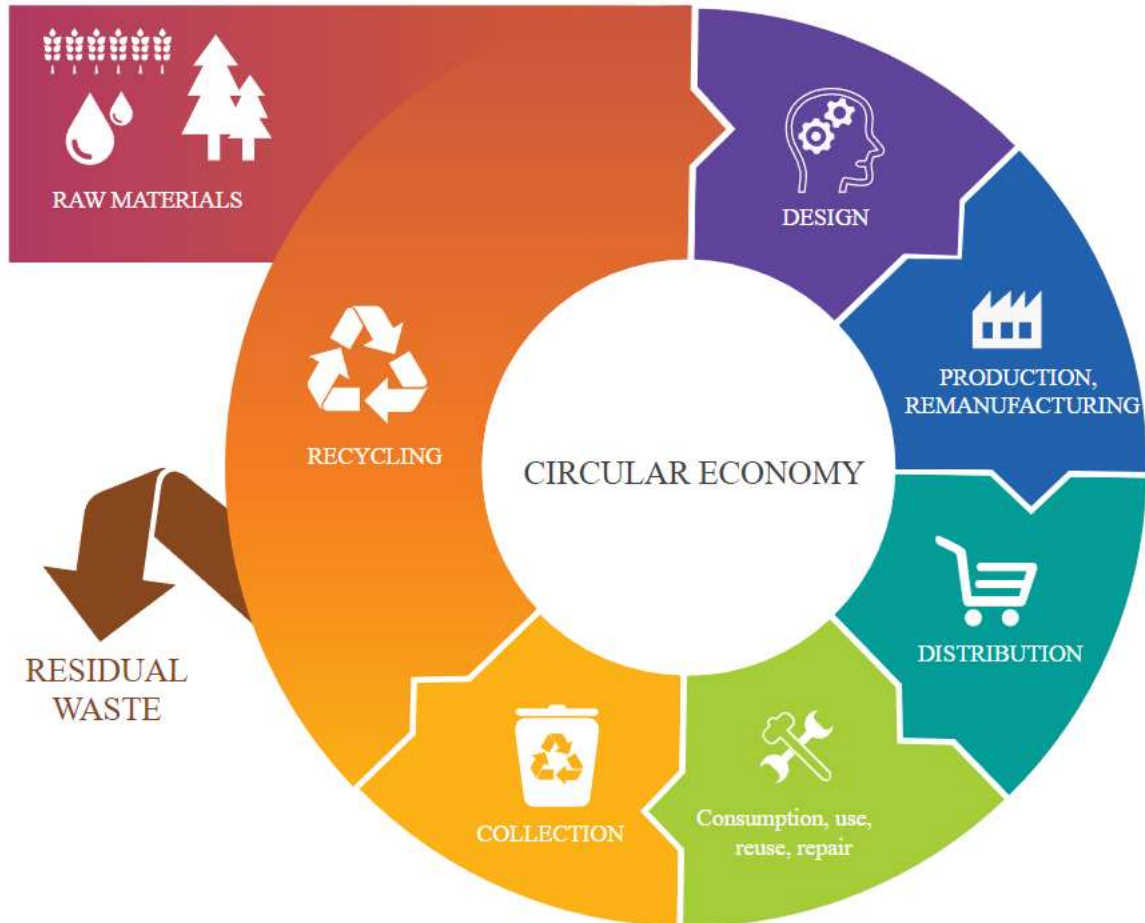 RAW MATERIALS
DESIGN
PRODUCTION,
REMANUFACTURING
RECYCLING
CIRCULAR ECONOMY
DISTRIBUTION
RESIDUAL
WASTE
COLLECTION
Consumption, use,
reuse, repair